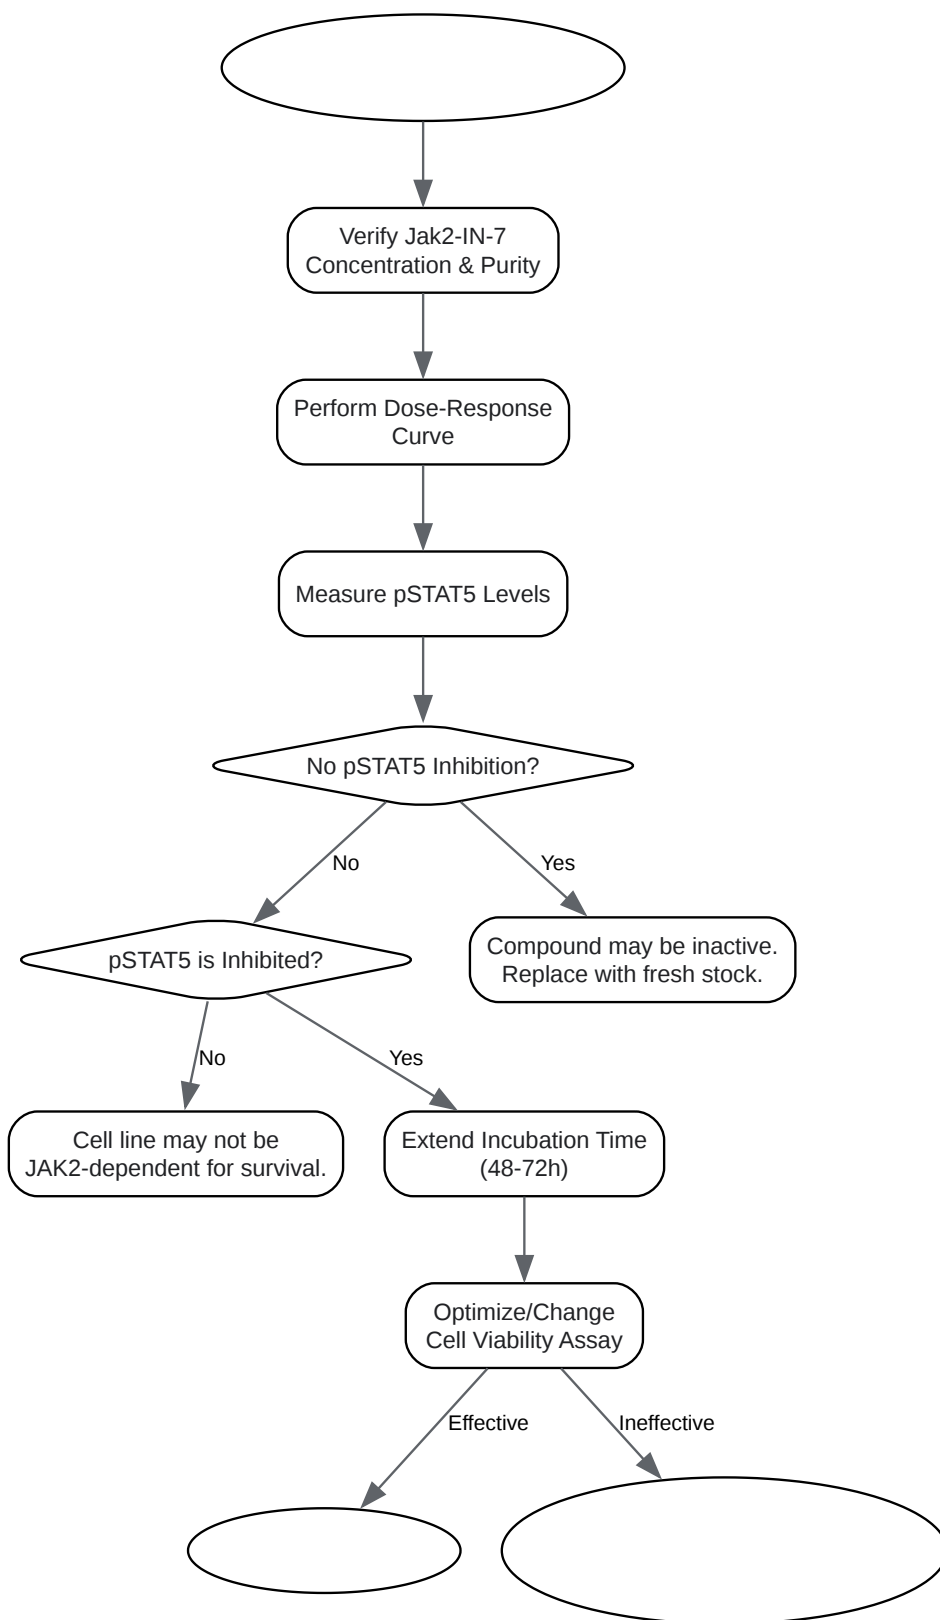 Verify Jak2-IN-7
Concentration & Purity
Perform Dose-Response
Curve
Measure pSTAT5 Levels
No pSTAT5 Inhibition?
No
Yes
pSTAT5 is Inhibited?
Compound may be inactive.
Replace with fresh stock.
No
Yes
Cell line may not be
JAK2-dependent for survival.
Extend Incubation Time
(48-72h)
Optimize/Change
Cell Viability Assay
Effective
Ineffective